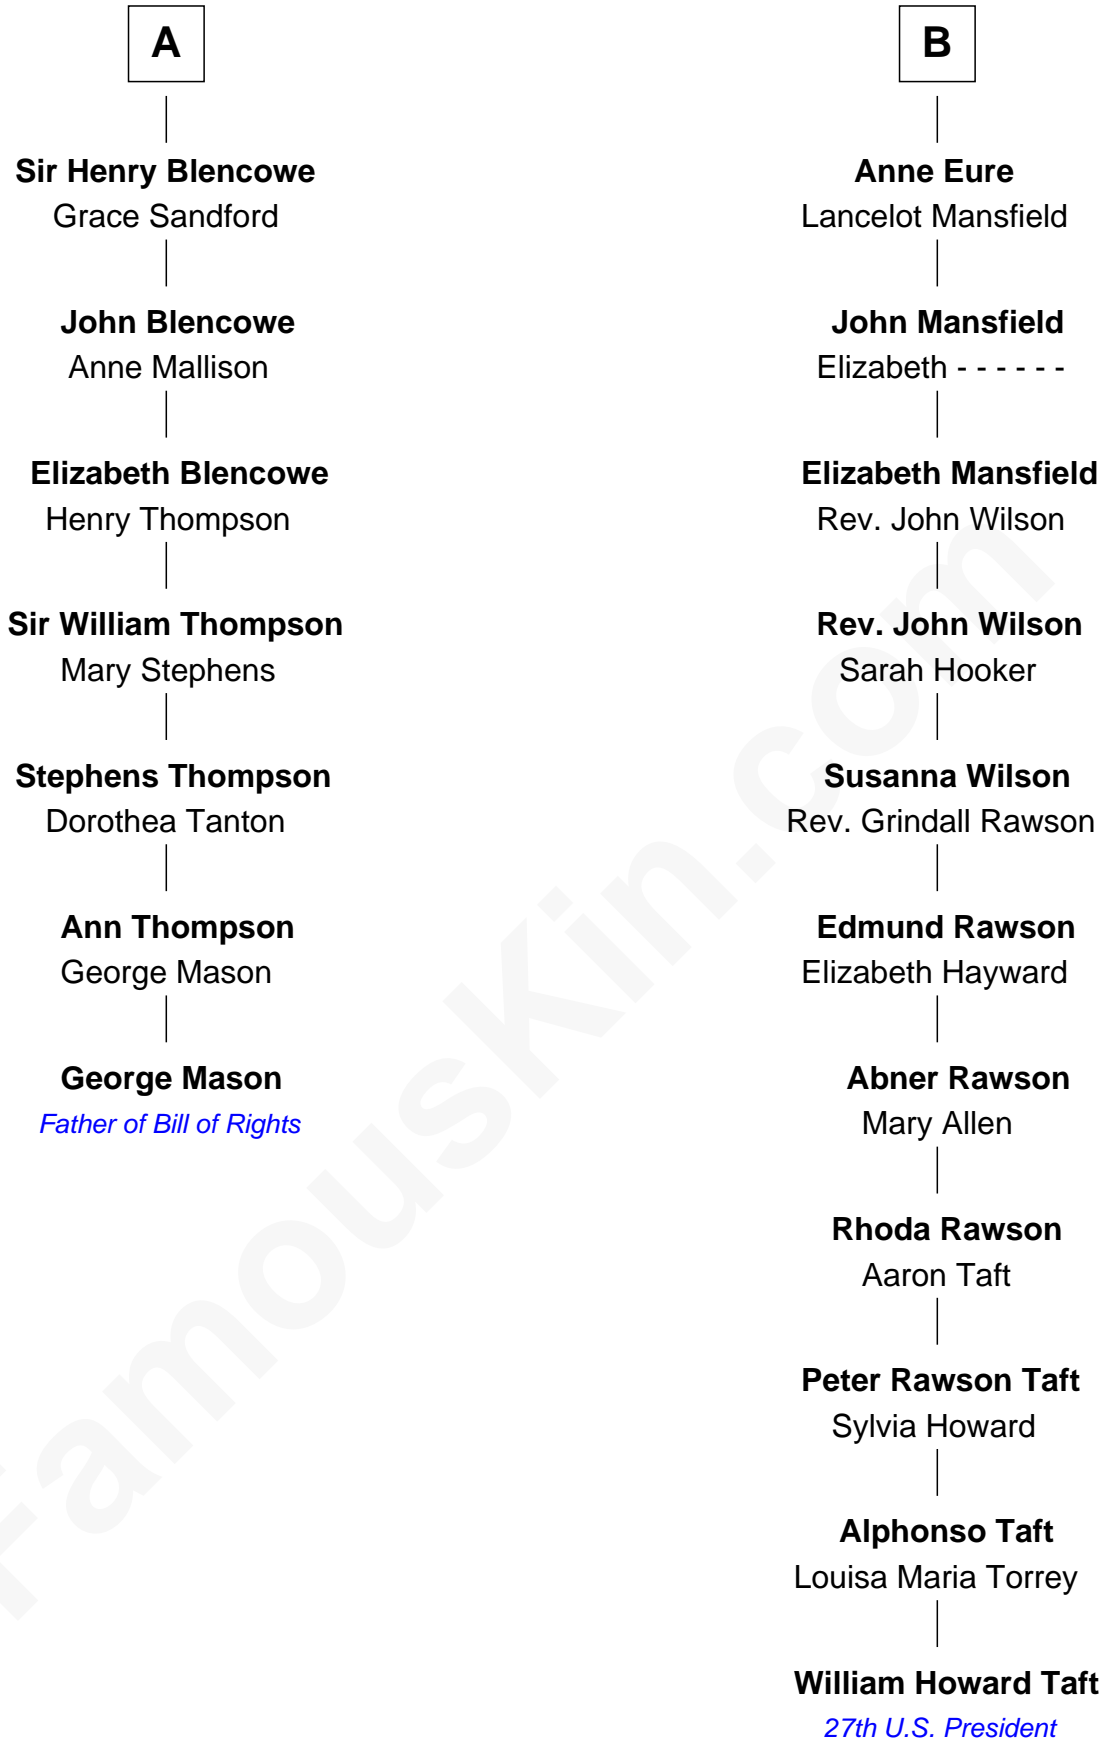 A
Sir Henry Blencowe
Grace Sandford
John Blencowe
Anne Mallison
Elizabeth Blencowe
Henry Thompson
Sir William Thompson
Mary Stephens
Stephens Thompson
Dorothea Tanton
Ann Thompson
George Mason
George Mason
Father of Bill of Rights
B
Anne Eure
Lancelot Mansfield
John Mansfield
Elizabeth - - - - - -
Elizabeth Mansfield
Rev. John Wilson
Rev. John Wilson
Sarah Hooker
Susanna Wilson
Rev. Grindall Rawson
Edmund Rawson
Elizabeth Hayward
Abner Rawson
Mary Allen
Rhoda Rawson
Aaron Taft
Peter Rawson Taft
Sylvia Howard
Alphonso Taft
Louisa Maria Torrey
William Howard Taft
27th U.S. President
FamousKin.com